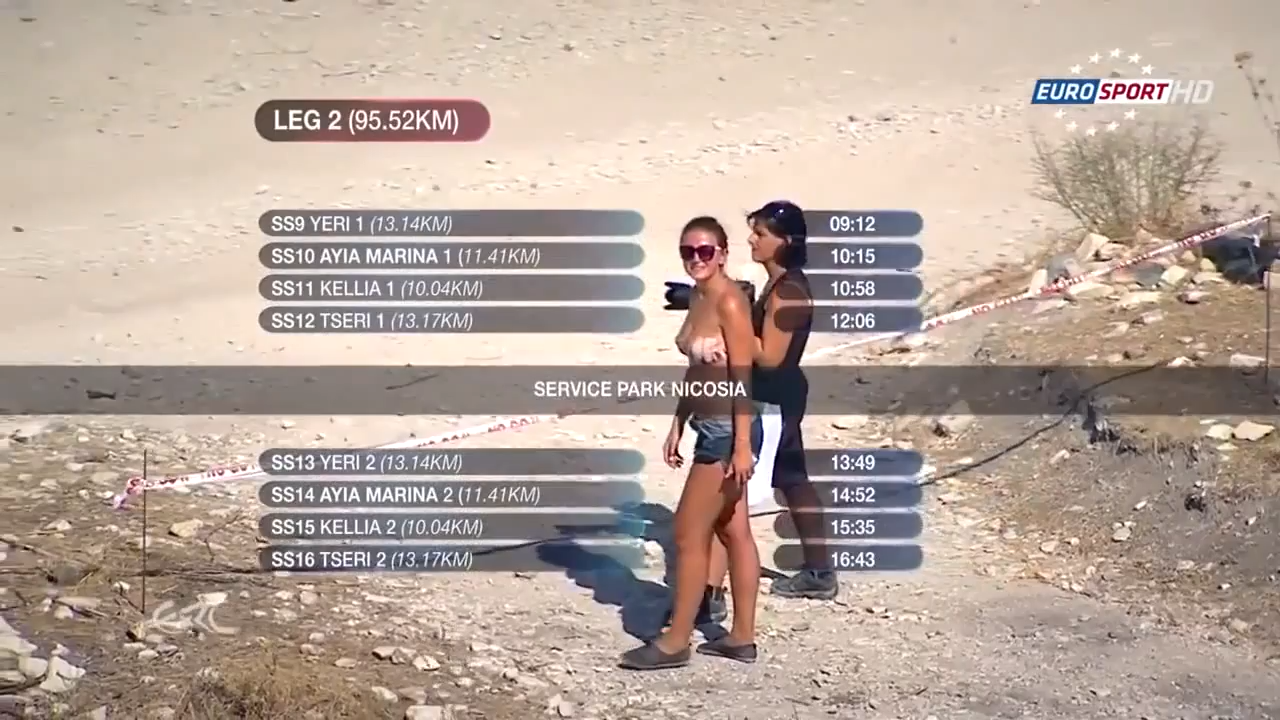 EUROSPORT HD
LEG 2 (95.52KM)
SS9 YERI 1 (13.14KM) 09:12
SS10 AYIA MARINA 1 (11.41KM) 10:15
SS11 KELLIA 1 (10.04KM) 10:58
SS12 TSERI 1 (13.17KM) 12:06
SERVICE PARK NICOSIA
SS13 YERI 2 (13.14KM) 13:49
SS14 AYIA MARINA 2 (11.41KM) 14:52
SS15 KELLIA 2 (10.04KM) 15:35
SS16 TSERI 2 (13.17KM) 16:43
ERC